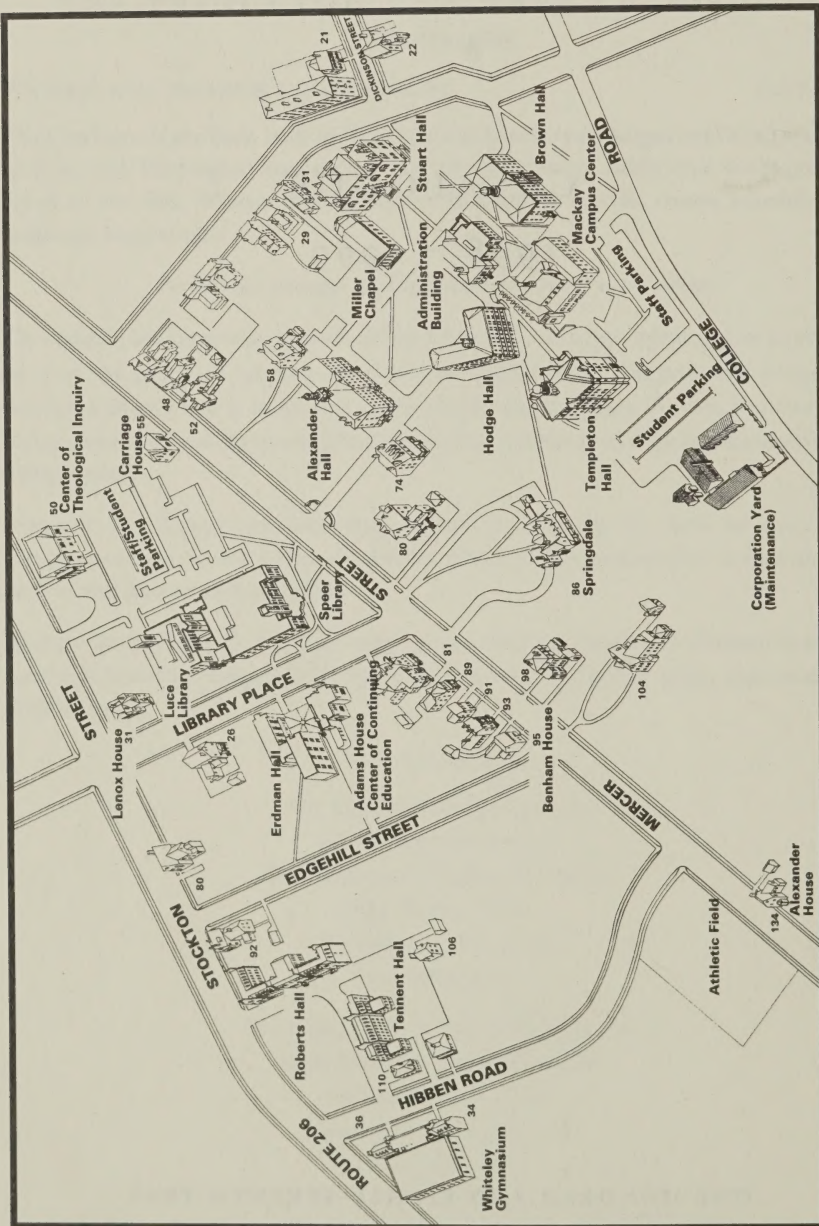 50
Center of
Theological Inquiry
Carriage
House 55
Staff/Student
Parking
STREET
Lenox House
31
Luce
Library
LIBRARY PLACE
Speer
Library
STREET
26
Erdman Hall
Adams House
Center of Continuing
Education
80
EDGEHILL STREET
STOCKTON
92
Roberts Hall
Tennent Hall
106
110
HIBBEN ROAD
ROUTE 206
36
34
Whiteley
Gymnasium
21
DICKINSON STREET
22
31
29
Stuart Hall
Miller
Chapel
48
52
58
Alexander
Hall
Administration
Building
Brown Hall
Mackay
Campus Center
Hodge Hall
74
80
Templeton
Hall
Staff Parking
Student Parking
COLLEGE
ROAD
86
Springdale
Corporation Yard
(Maintenance)
81
89
91
93
95
Benham House
98
104
MERCER
Athletic Field
134
Alexander
House